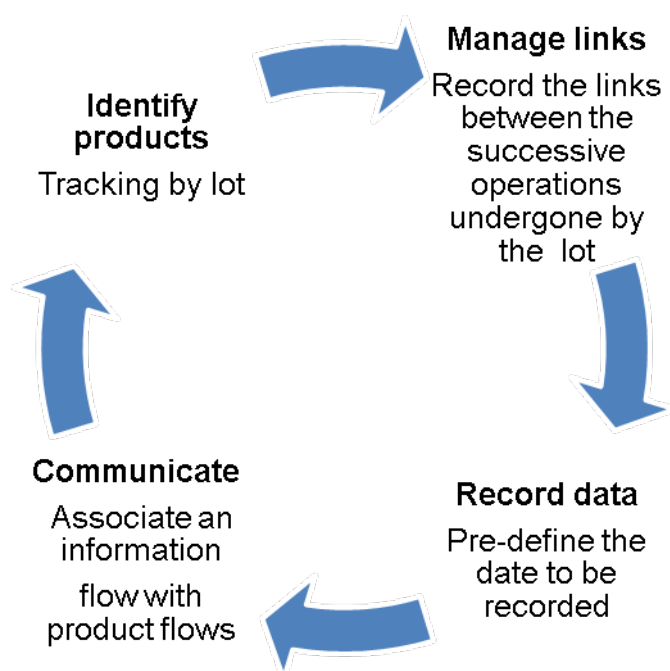 Identify
products
Tracking by lot
Manage links
Record the links
between the
successive
operations
undergone by
the lot
Record data
Pre-define the
date to be
recorded
Communicate
Associate an
information
flow with
product flows